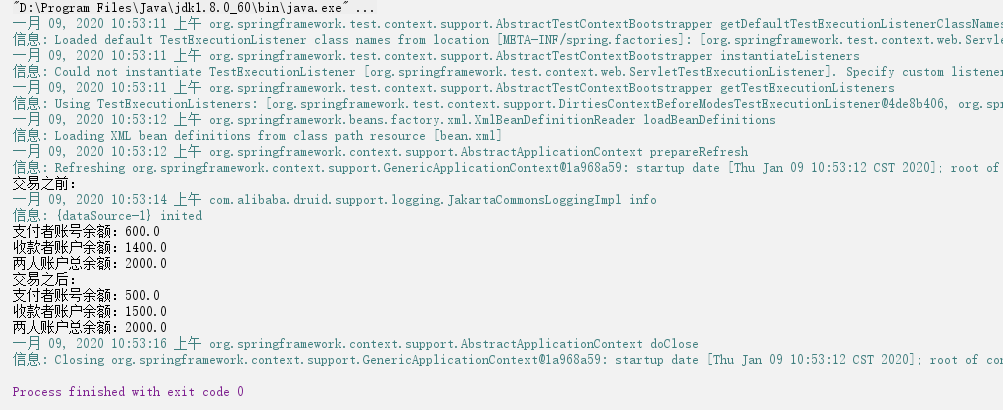 "D:\Program Files\Java\jdk1.8.0_60\bin\java.exe" ...
一月 09, 2020 10:53:11 上午 org.springframework.test.context.support.AbstractTestContextBootstrapper getDefaultTestExecutionListenerClassNames
信息: Loaded default TestExecutionListener class names from location [META-INF/spring.factories]: [org.springframework.test.context.web.Servle
一月 09, 2020 10:53:11 上午 org.springframework.test.context.support.AbstractTestContextBootstrapper instantiateListeners
信息: Could not instantiate TestExecutionListener [org.springframework.test.context.web.ServletTestExecutionListener]. Specify custom listener
一月 09, 2020 10:53:11 上午 org.springframework.test.context.support.AbstractTestContextBootstrapper getTestExecutionListeners
信息: Using TestExecutionListeners: [org.springframework.test.context.support.DirtiesContextBeforeModesTestExecutionListener@4de8b406, org.sp
一月 09, 2020 10:53:12 上午 org.springframework.beans.factory.xml.XmlBeanDefinitionReader loadBeanDefinitions
信息: Loading XML bean definitions from class path resource [bean.xml]
一月 09, 2020 10:53:12 上午 org.springframework.context.support.AbstractApplicationContext prepareRefresh
信息: Refreshing org.springframework.context.support.GenericApplicationContext@1a968a59: startup date [Thu Jan 09 10:53:12 CST 2020]; root of
交易之前:
一月 09, 2020 10:53:14 上午 com.alibaba.druid.support.logging.JakartaCommonsLoggingImpl info
信息: {dataSource-1} inited
支付者账号余额: 600.0
收款者账户余额: 1400.0
两人账户总余额: 2000.0
交易之后:
支付者账号余额: 500.0
收款者账户余额: 1500.0
两人账户总余额: 2000.0
一月 09, 2020 10:53:16 上午 org.springframework.context.support.AbstractApplicationContext doClose
信息: Closing org.springframework.context.support.GenericApplicationContext@1a968a59: startup date [Thu Jan 09 10:53:12 CST 2020]; root of con
Process finished with exit code 0